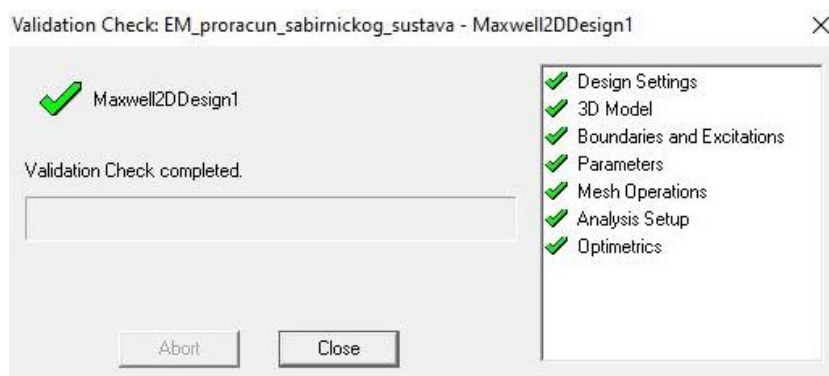 Validation Check: EM_proracun_sabirnickog_sustava - Maxwell2DDesign1
Maxwell2DDesign1
Validation Check completed.
Design Settings
3D Model
Boundaries and Excitations
Parameters
Mesh Operations
Analysis Setup
Optimetrics
Abort
Close